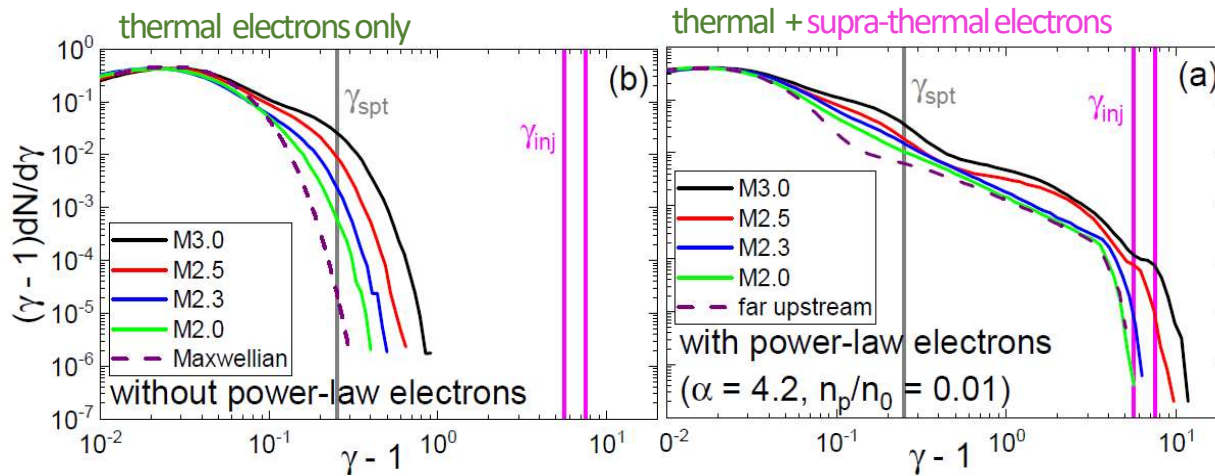 thermal electrons only
thermal + supra-thermal electrons
(b)
γspt
γinj
(γ - 1)dN/dγ
10^0
10^-1
10^-2
10^-3
10^-4
10^-5
10^-6
10^-7
M3.0
M2.5
M2.3
M2.0
Maxwellian
without power-law electrons
10^-2
10^-1
10^0
10^1
γ - 1
(a)
γspt
γinj
M3.0
M2.5
M2.3
M2.0
far upstream
with power-law electrons
(α = 4.2, np/n0 = 0.01)
0^-2
10^-1
10^0
10^1
γ - 1